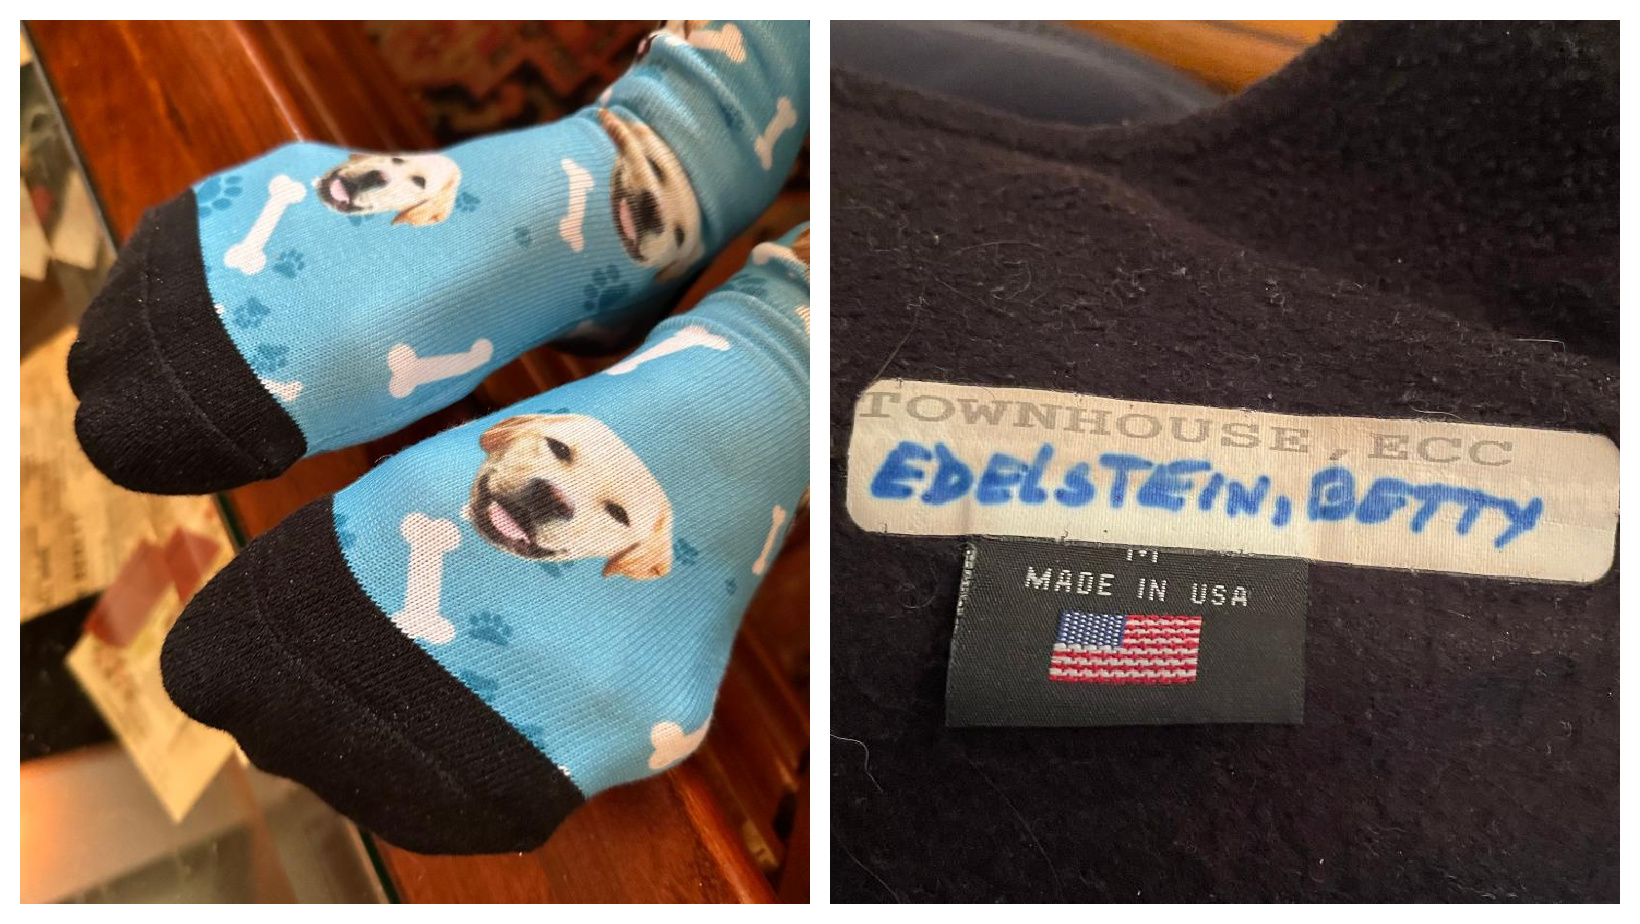 TOWNHOUSE, ECC
EDELSTEIN, BETTY
M
MADE IN USA